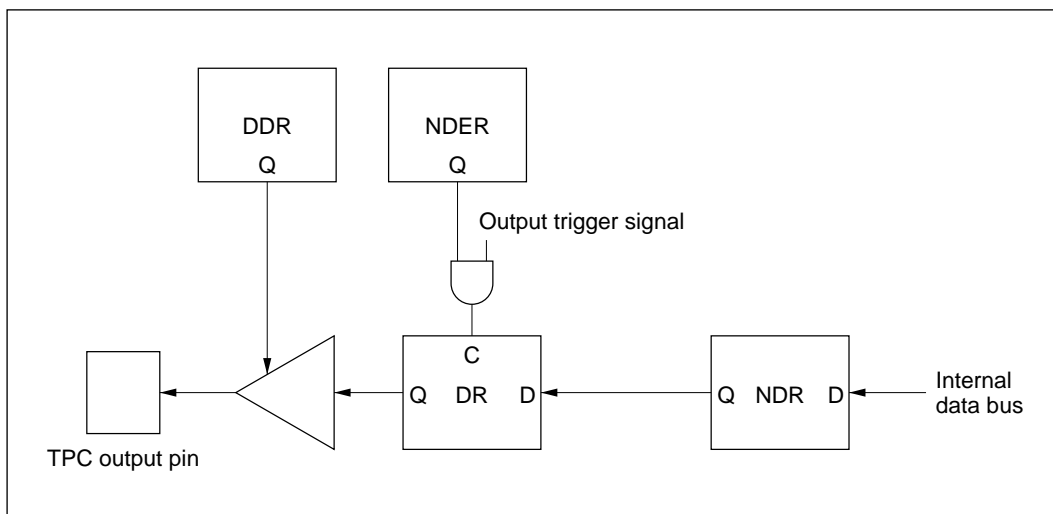 DDR
Q
NDER
Q
Output trigger signal
C
Q DR D
Q NDR D
Internal
data bus
TPC output pin